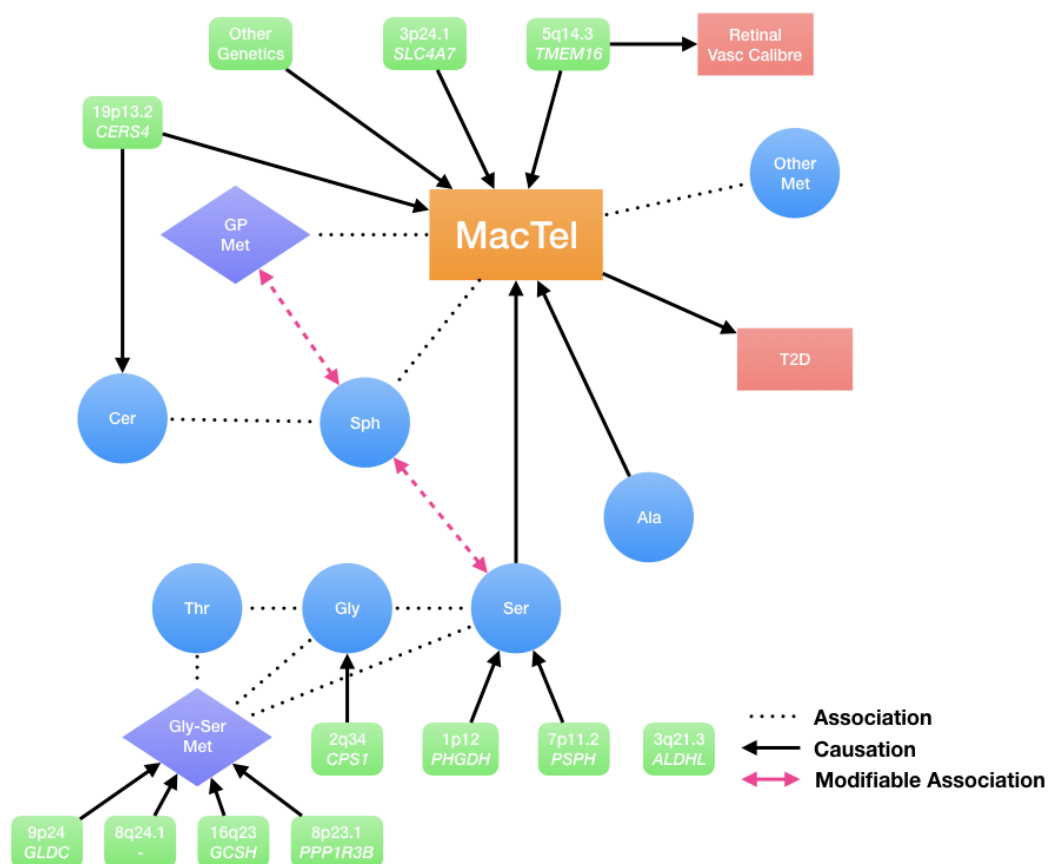 Other
Genetics
3p24.1
SLC4A7
5q14.3
TMEM16
Retinal
Vasc Calibre
19p13.2
CERS4
Other
Met
GP
Met
MacTel
T2D
Cer
Sph
Ala
Thr
Gly
Ser
Gly-Ser
Met
2q34
CPS1
1p12
PHGDH
7p11.2
PSPH
3q21.3
ALDHL
Association
Causation
Modifiable Association
9p24
GLDC
8q24.1
-
16q23
GCSH
8p23.1
PPP1R3B